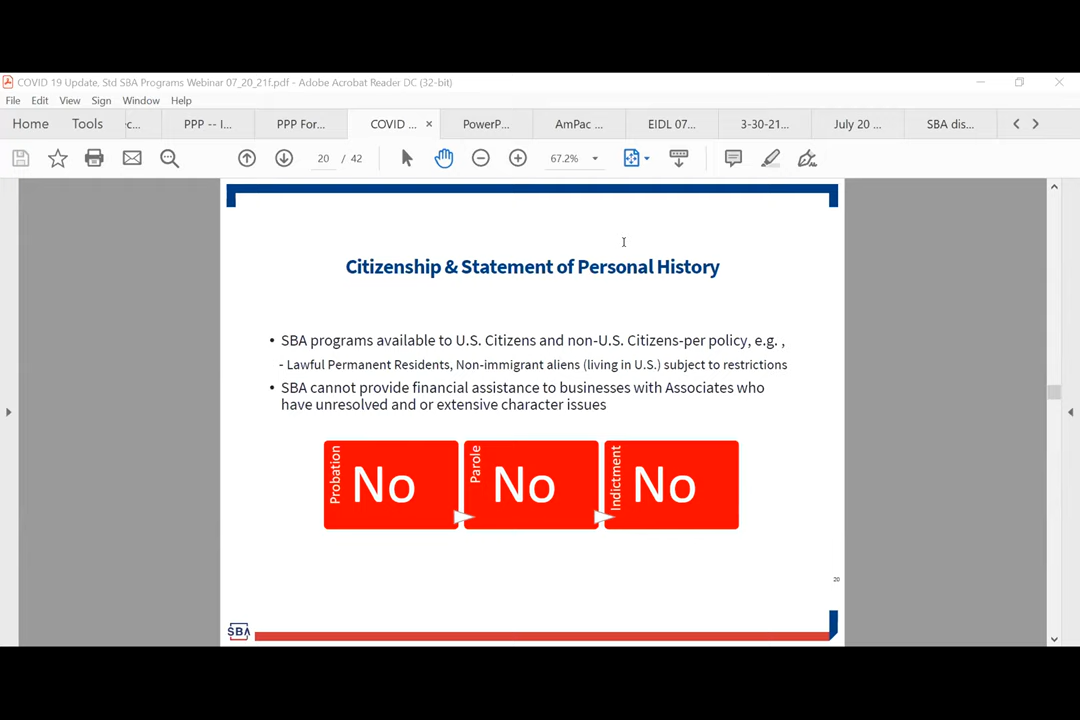 COVID 19 Update, Std SBA Programs Webinar 07_20_21f.pdf - Adobe Acrobat Reader DC (32-bit)
File Edit View Sign Window Help
Home Tools :c... PPP -- I... PPP For... COVID ... × PowerP... AmPac ... EIDL 07... 3-30-21... July 20 ... SBA dis...
20 / 42 67.2%
Citizenship & Statement of Personal History
• SBA programs available to U.S. Citizens and non-U.S. Citizens-per policy, e.g. ,
- Lawful Permanent Residents, Non-immigrant aliens (living in U.S.) subject to restrictions
• SBA cannot provide financial assistance to businesses with Associates who
have unresolved and or extensive character issues
Probation
No
Parole
No
Indictment
No
20
SBA